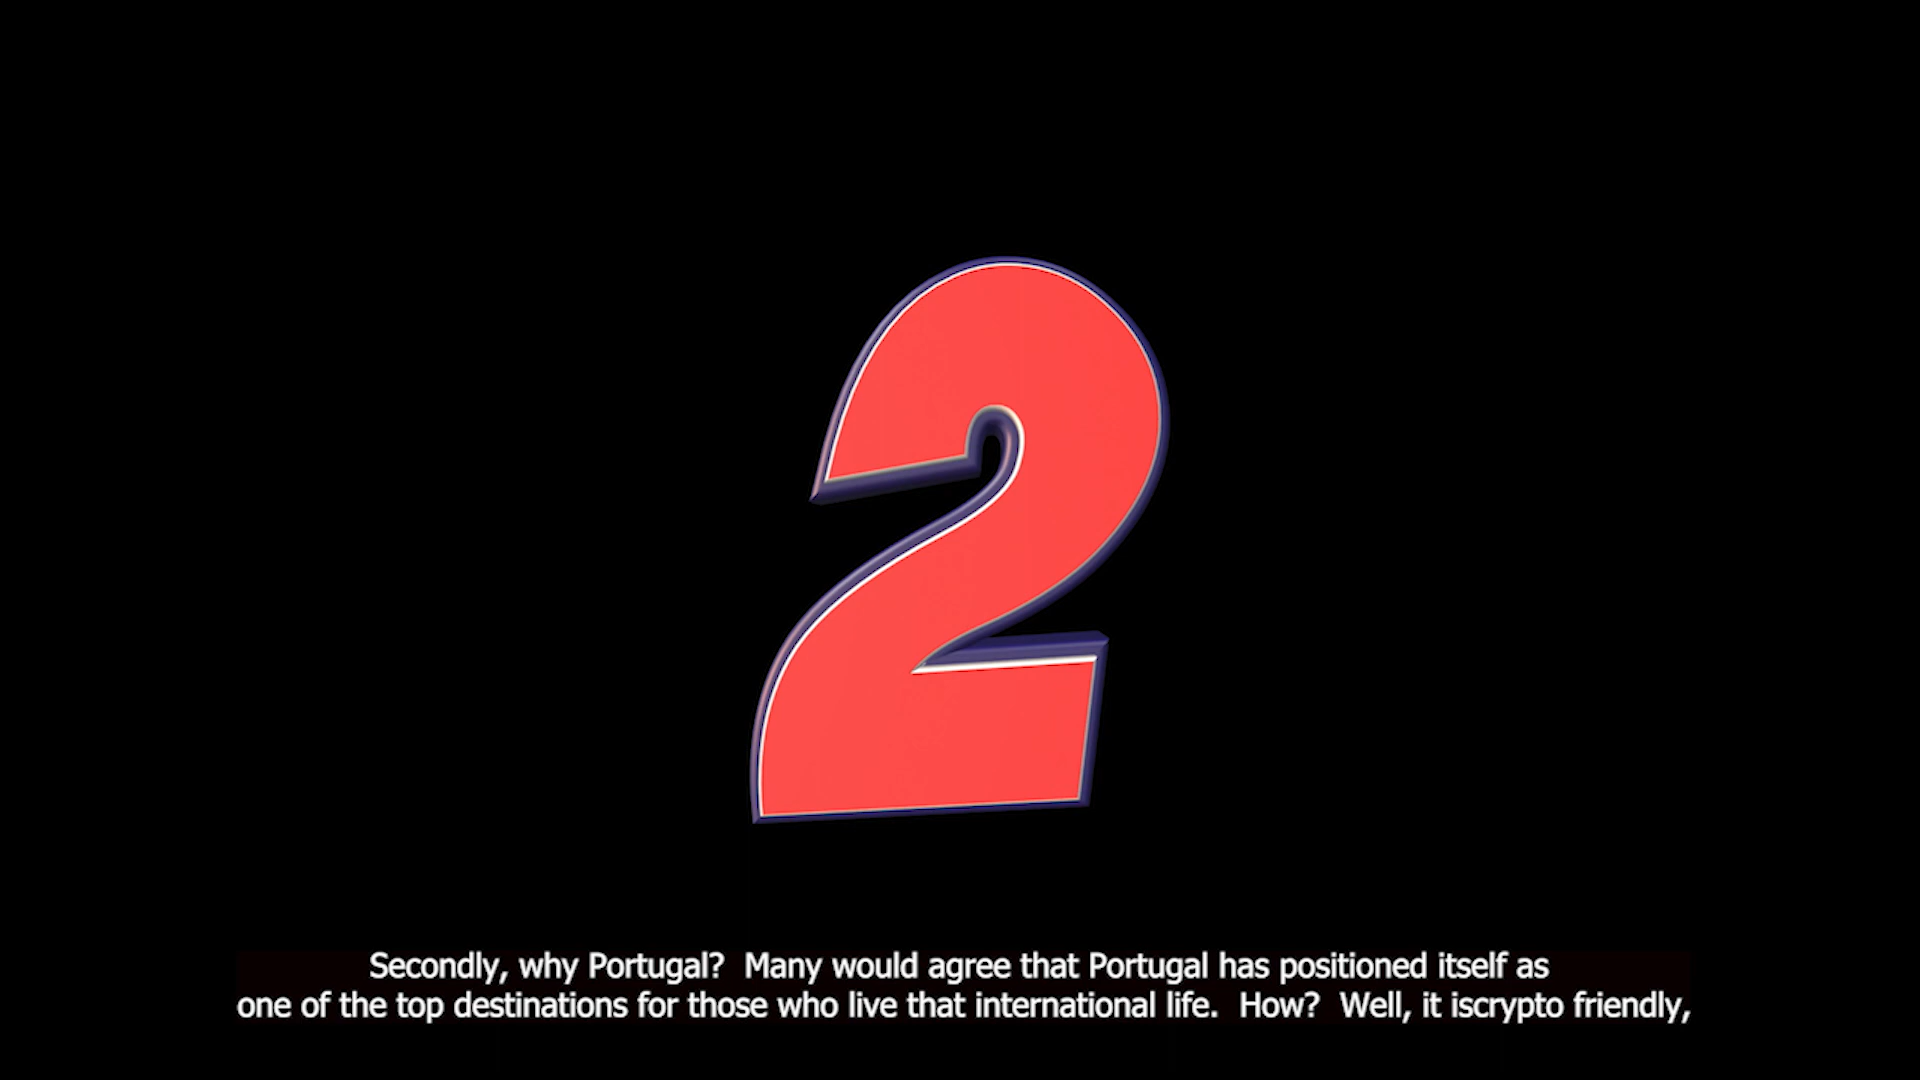 2
Secondly, why Portugal?  Many would agree that Portugal has positioned itself as
one of the top destinations for those who live that international life.  How?  Well, it iscrypto friendly,